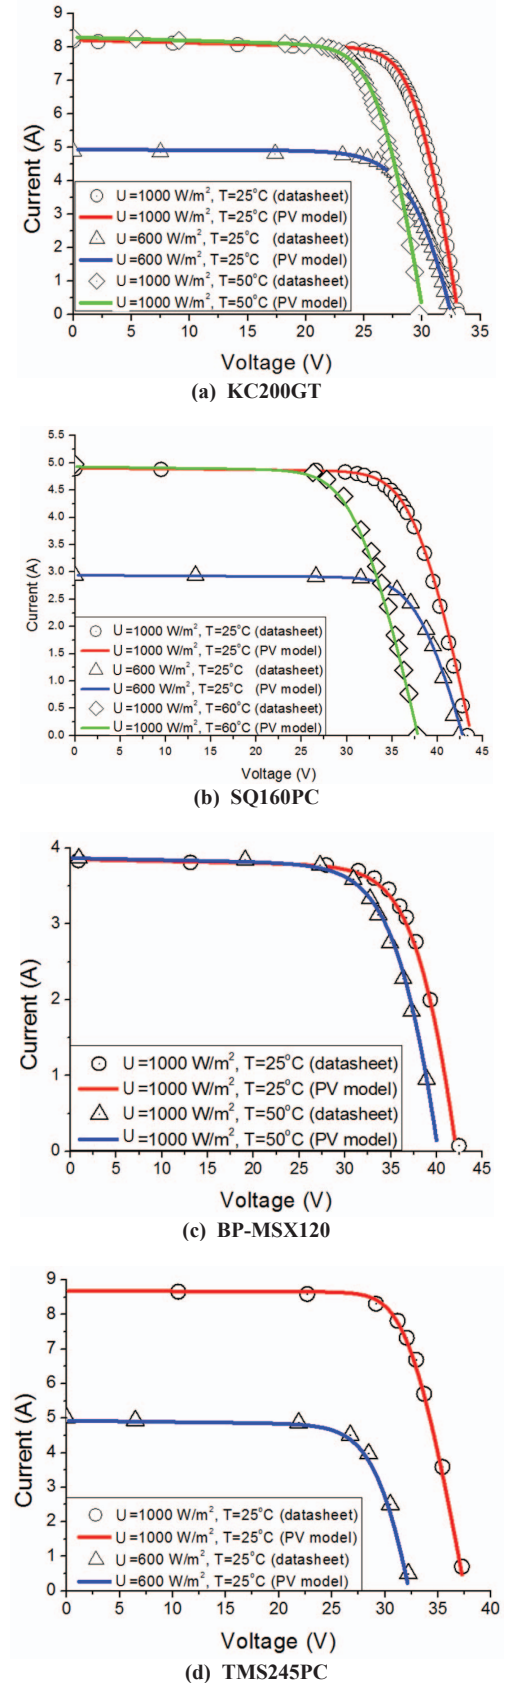 9
8
7
6
5
4
3
2
1
0
Current (A)
U=1000 W/m², T=25°C (datasheet)
U=1000 W/m², T=25°C (PV model)
U=600 W/m², T=25°C (datasheet)
U=600 W/m², T=25°C (PV model)
U=1000 W/m², T=50°C (datasheet)
U=1000 W/m², T=50°C (PV model)
0 5 10 15 20 25 30 35
Voltage (V)
(a) KC200GT
5.5
5.0
4.5
4.0
3.5
3.0
2.5
2.0
1.5
1.0
0.5
0.0
Current (A)
U=1000 W/m², T=25°C (datasheet)
U=1000 W/m², T=25°C (PV model)
U=600 W/m², T=25°C (datasheet)
U=600 W/m², T=25°C (PV model)
U=1000 W/m², T=60°C (datasheet)
U=1000 W/m², T=60°C (PV model)
0 5 10 15 20 25 30 35 40 45
Voltage (V)
(b) SQ160PC
4
3
2
1
0
Current (A)
U=1000 W/m², T=25°C (datasheet)
U=1000 W/m², T=25°C (PV model)
U=1000 W/m², T=50°C (datasheet)
U=1000 W/m², T=50°C (PV model)
0 5 10 15 20 25 30 35 40 45
Voltage (V)
(c) BP-MSX120
9
8
7
6
5
4
3
2
1
0
Current (A)
U=1000 W/m², T=25°C (datasheet)
U=1000 W/m², T=25°C (PV model)
U=600 W/m², T=25°C (datasheet)
U=600 W/m², T=25°C (PV model)
0 5 10 15 20 25 30 35 40
Voltage (V)
(d) TMS245PC